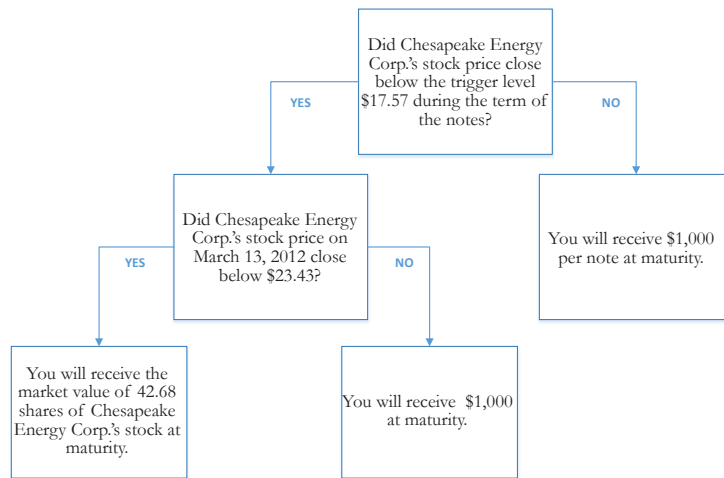 Did Chesapeake Energy
Corp.'s stock price close
below the trigger level
$17.57 during the term of
the notes?
YES
NO
Did Chesapeake Energy
Corp.'s stock price on
March 13, 2012 close
below $23.43?
You will receive $1,000
per note at maturity.
YES
NO
You will receive the
market value of 42.68
shares of Chesapeake
Energy Corp.'s stock at
maturity.
You will receive $1,000
at maturity.